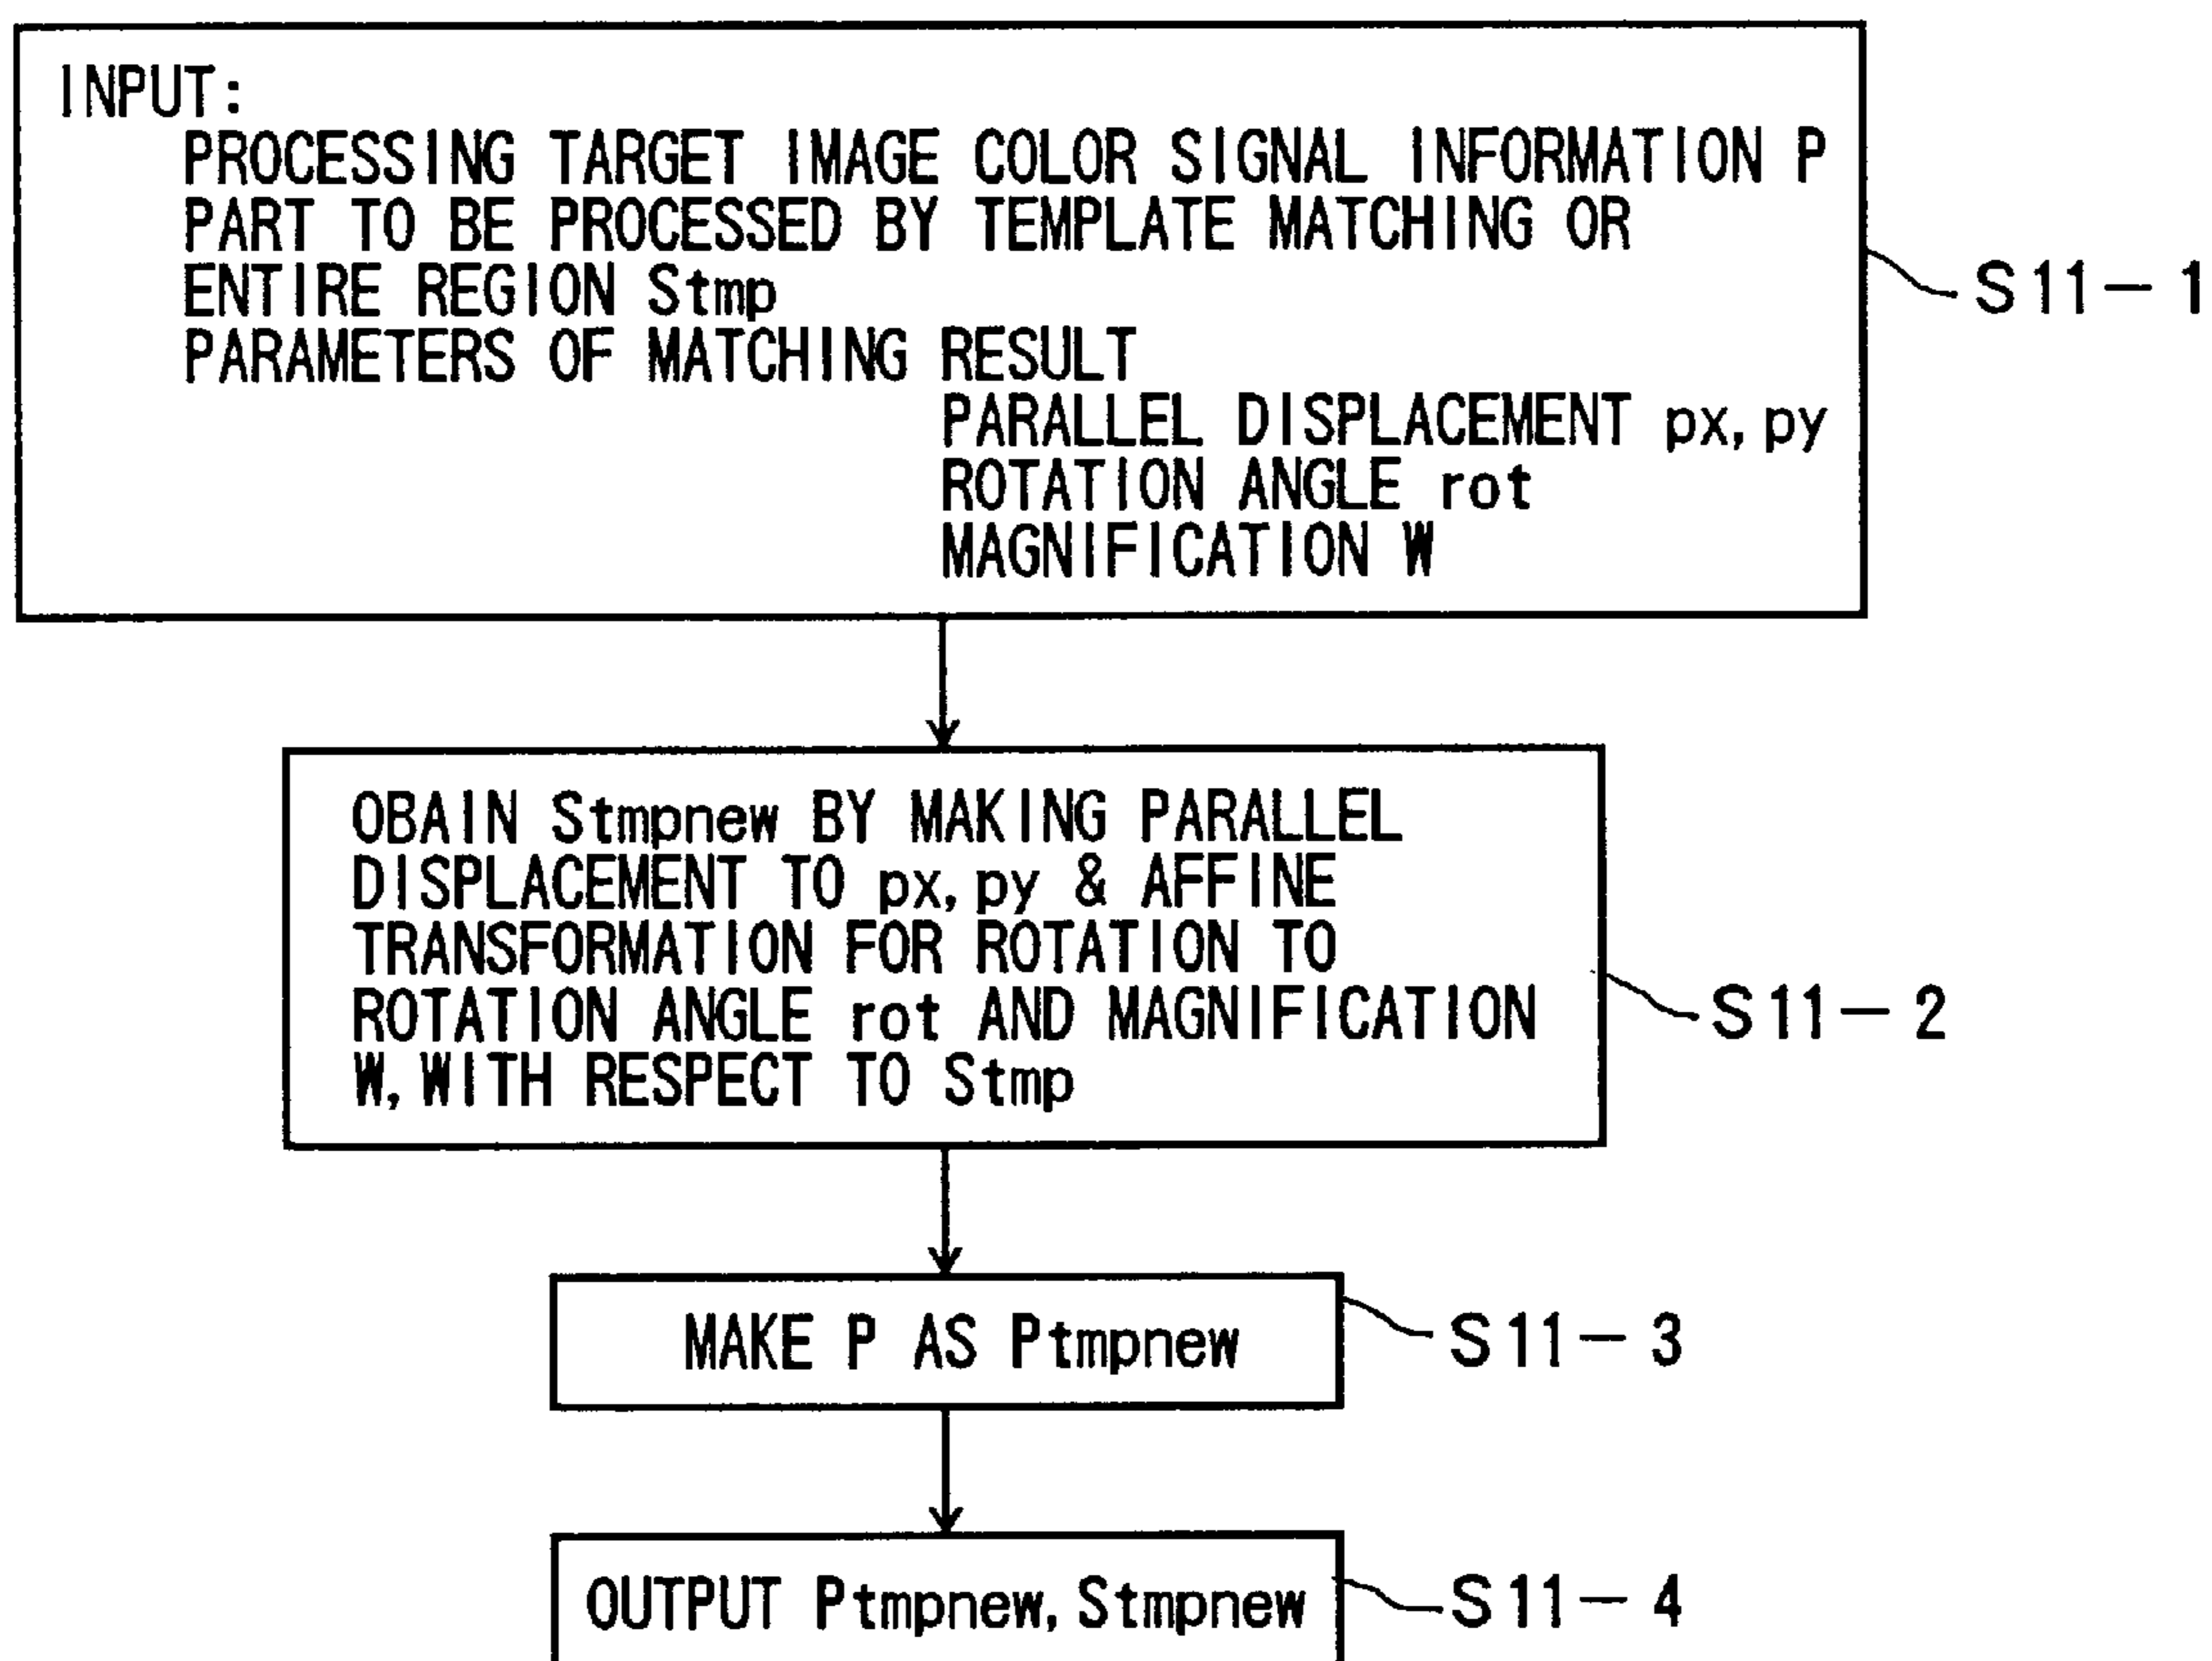 INPUT:
PROCESSING TARGET IMAGE COLOR SIGNAL INFORMATION P
PART TO BE PROCESSED BY TEMPLATE MATCHING OR
ENTIRE REGION Stmp
PARAMETERS OF MATCHING RESULT
PARALLEL DISPLACEMENT px,py
ROTATION ANGLE rot
MAGNIFICATION W
S11-1
OBAIN Stmpnew BY MAKING PARALLEL
DISPLACEMENT TO px,py & AFFINE
TRANSFORMATION FOR ROTATION TO
ROTATION ANGLE rot AND MAGNIFICATION
W,WITH RESPECT TO Stmp
S11-2
MAKE P AS Ptmpnew
S11-3
OUTPUT Ptmpnew,Stmpnew
S11-4